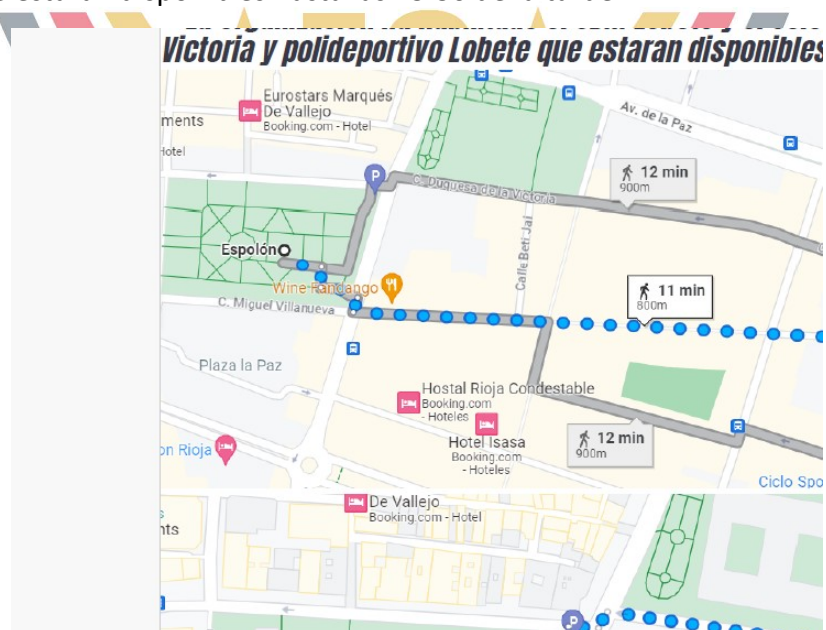 Victoria y polideportivo Lobete que estaran disponibles
Eurostars Marqués
De Vallejo
Booking.com - Hotel
ments
Hotel
Av. de la Paz
12 min
900m
P
C. Duquesa de la Victoria
Calle Beti Jai
Espolón
Wine Fandango
11 min
800m
C. Miguel Villanueva
Plaza la Paz
Hostal Rioja Condestable
Booking.com
- Hoteles
Hotel Isasa
Booking.com
- Hoteles
12 min
900m
on Rioja
Ciclo Spo
De Vallejo
Booking.com - Hotel
nts
P